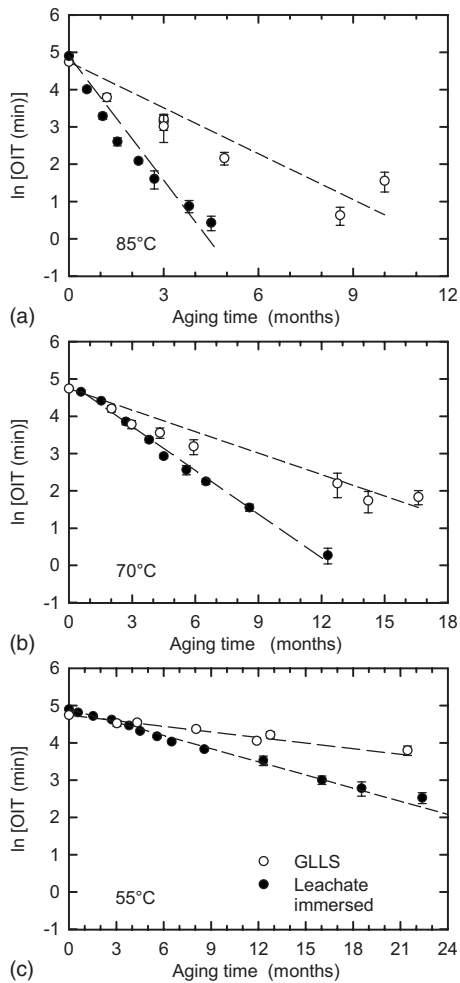 6
5
4
3
2
1
0
-1
ln [OIT (min)]
85°C
0 3 6 9 12
(a) Aging time (months)
6
5
4
3
2
1
0
-1
ln [OIT (min)]
70°C
0 3 6 9 12 15 18
(b) Aging time (months)
6
5
4
3
2
1
0
-1
ln [OIT (min)]
GLLS
Leachate
immersed
55°C
0 3 6 9 12 15 18 21 24
(c) Aging time (months)